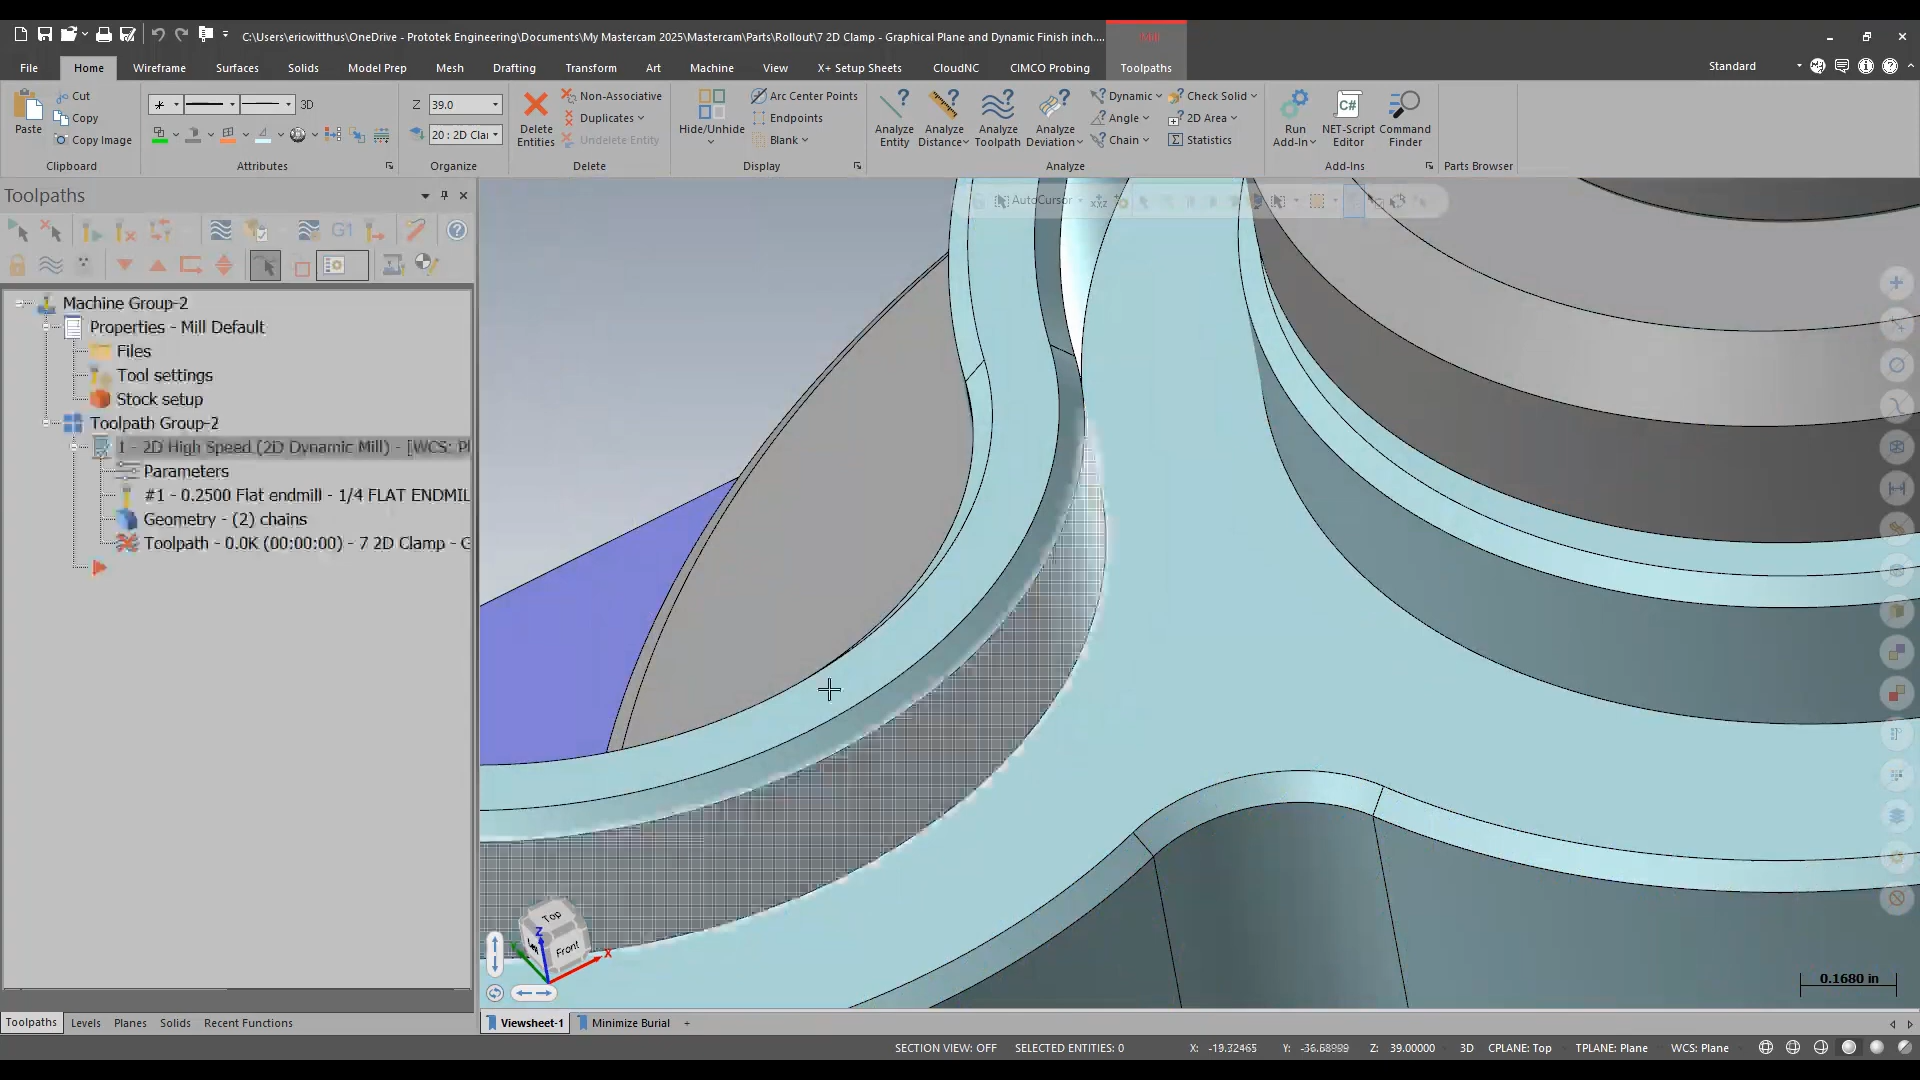 C:\Users\ericwitthus\OneDrive - Prototek Engineering\Documents\My Mastercam 2025\Mastercam\Parts\Rollout\7 2D Clamp - Graphical Plane and Dynamic Finish inch....
Mill
File Home Wireframe Surfaces Solids Model Prep Mesh Drafting Transform Art Machine View X+ Setup Sheets CloudNC CIMCO Probing Toolpaths Standard
Paste
Cut
Copy
Copy Image
Clipboard
3D
Attributes
Z 39.0
20 : 2D Cla
Organize
Delete Entities
Non-Associative
Duplicates
Undelete Entity
Delete
Hide/Unhide
Arc Center Points
Endpoints
Blank
Display
Analyze Entity
Analyze Distance
Analyze Toolpath
Analyze Deviation
Dynamic
Angle
Chain
Check Solid
2D Area
Statistics
Analyze
Run Add-In
C#
NET-Script Editor
Command Finder
Add-Ins
Parts Browser
Toolpaths
G1
AutoCursor
XYZ
Machine Group-2
Properties - Mill Default
Files
Tool settings
Stock setup
Toolpath Group-2
1 - 2D High Speed (2D Dynamic Mill) - [WCS: Pl
Parameters
#1 - 0.2500 Flat endmill - 1/4 FLAT ENDMIL
Geometry - (2) chains
Toolpath - 0.0K (00:00:00) - 7 2D Clamp - G
Top
Z
Front
X
0.1680 in
Toolpaths Levels Planes Solids Recent Functions
Viewsheet-1 Minimize Burial +
SECTION VIEW: OFF SELECTED ENTITIES: 0 X: -19.32465 Y: -36.58989 Z: 39.00000 3D CPLANE: Top TPLANE: Plane WCS: Plane